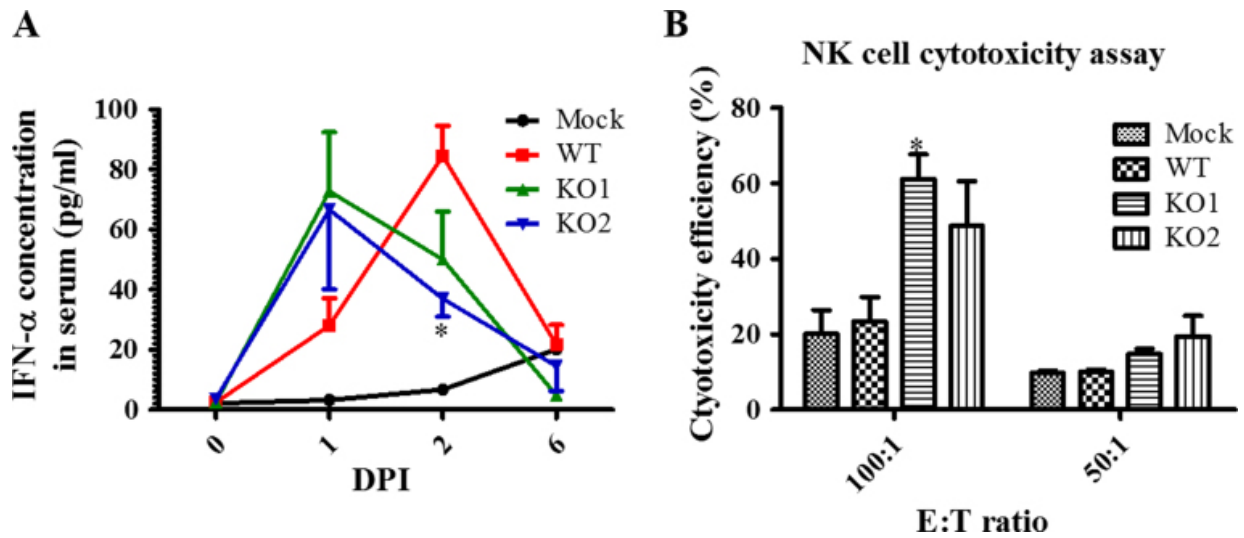 A
IFN-α concentration
in serum (pg/ml)
100
80
60
40
20
0
Mock
WT
KO1
KO2
*
0
1
2
6
DPI
B
NK cell cytotoxicity assay
Ctyotoxicity efficiency (%)
80
60
40
20
0
*
Mock
WT
KO1
KO2
100:1
50:1
E:T ratio